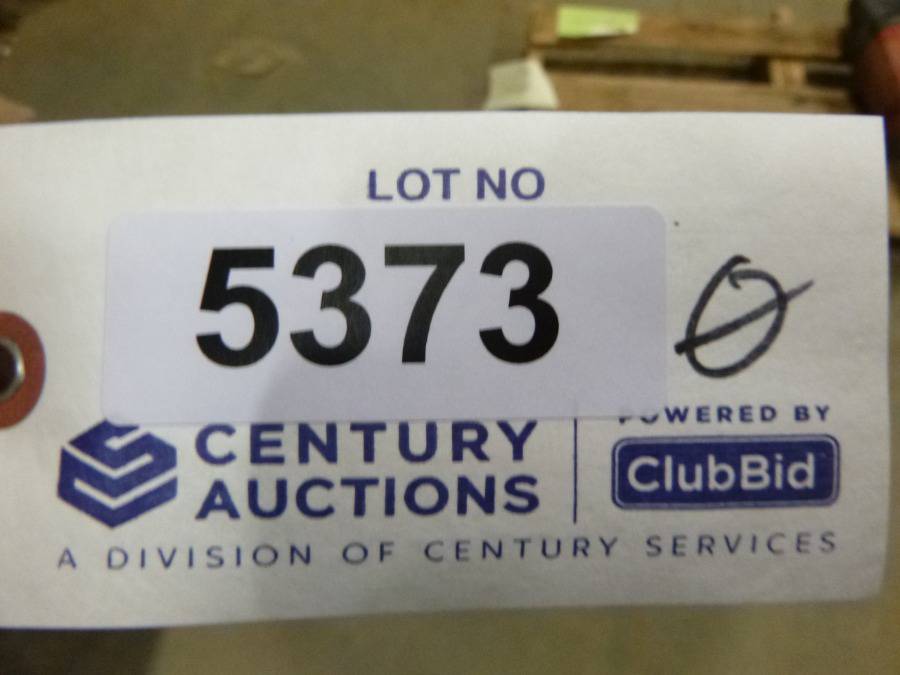 LOT NO
5373 Ø
CENTURY
AUCTIONS
POWERED BY
ClubBid
A DIVISION OF CENTURY SERVICES